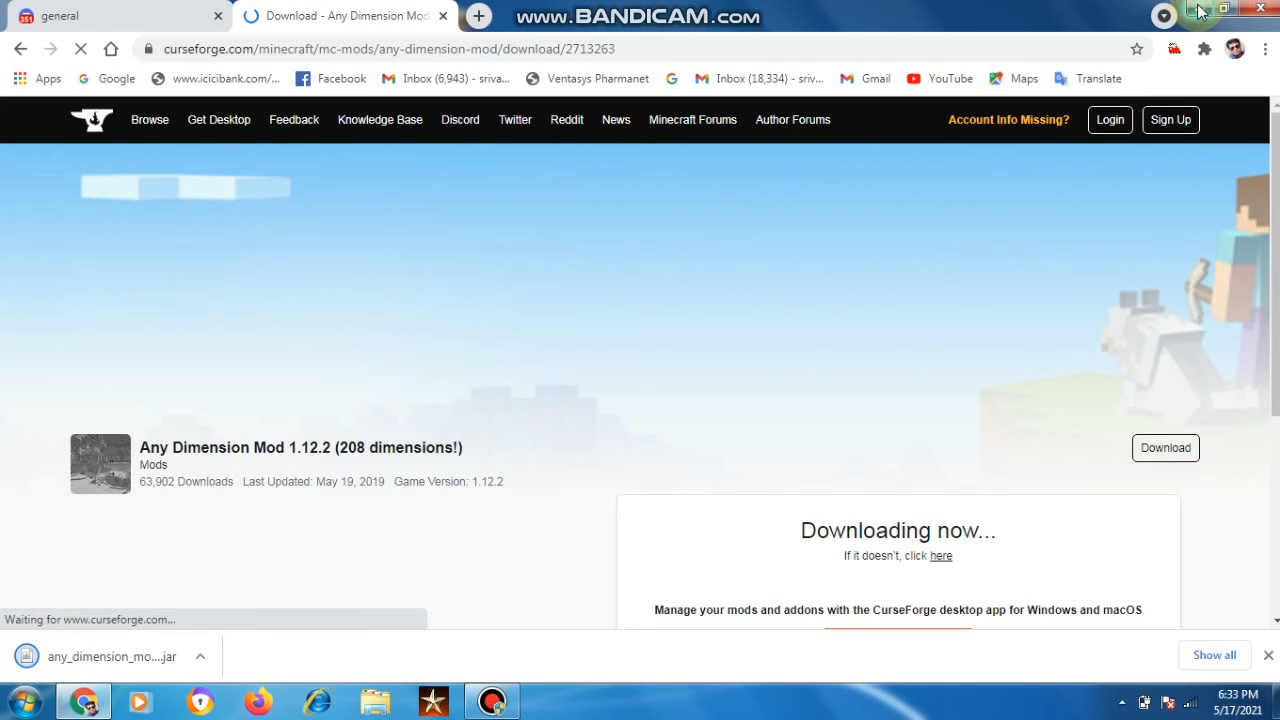 351 general
Download - Any Dimension Mod
www.BANDICAM.com
curseforge.com/minecraft/mc-mods/any-dimension-mod/download/2713263
Apps Google www.icicibank.com/... Facebook Inbox (6,943) - sriva... Ventasys Pharmanet Inbox (18,334) - sriv... Gmail YouTube Maps Translate
Browse Get Desktop Feedback Knowledge Base Discord Twitter Reddit News Minecraft Forums Author Forums Account Info Missing? Login Sign Up
Any Dimension Mod 1.12.2 (208 dimensions!)
Mods
Download
63,902 Downloads Last Updated: May 19, 2019 Game Version: 1.12.2
Downloading now...
If it doesn't, click here
Manage your mods and addons with the CurseForge desktop app for Windows and macOS
Waiting for www.curseforge.com...
any_dimension_mo....jar
Show all
6:33 PM
5/17/2021